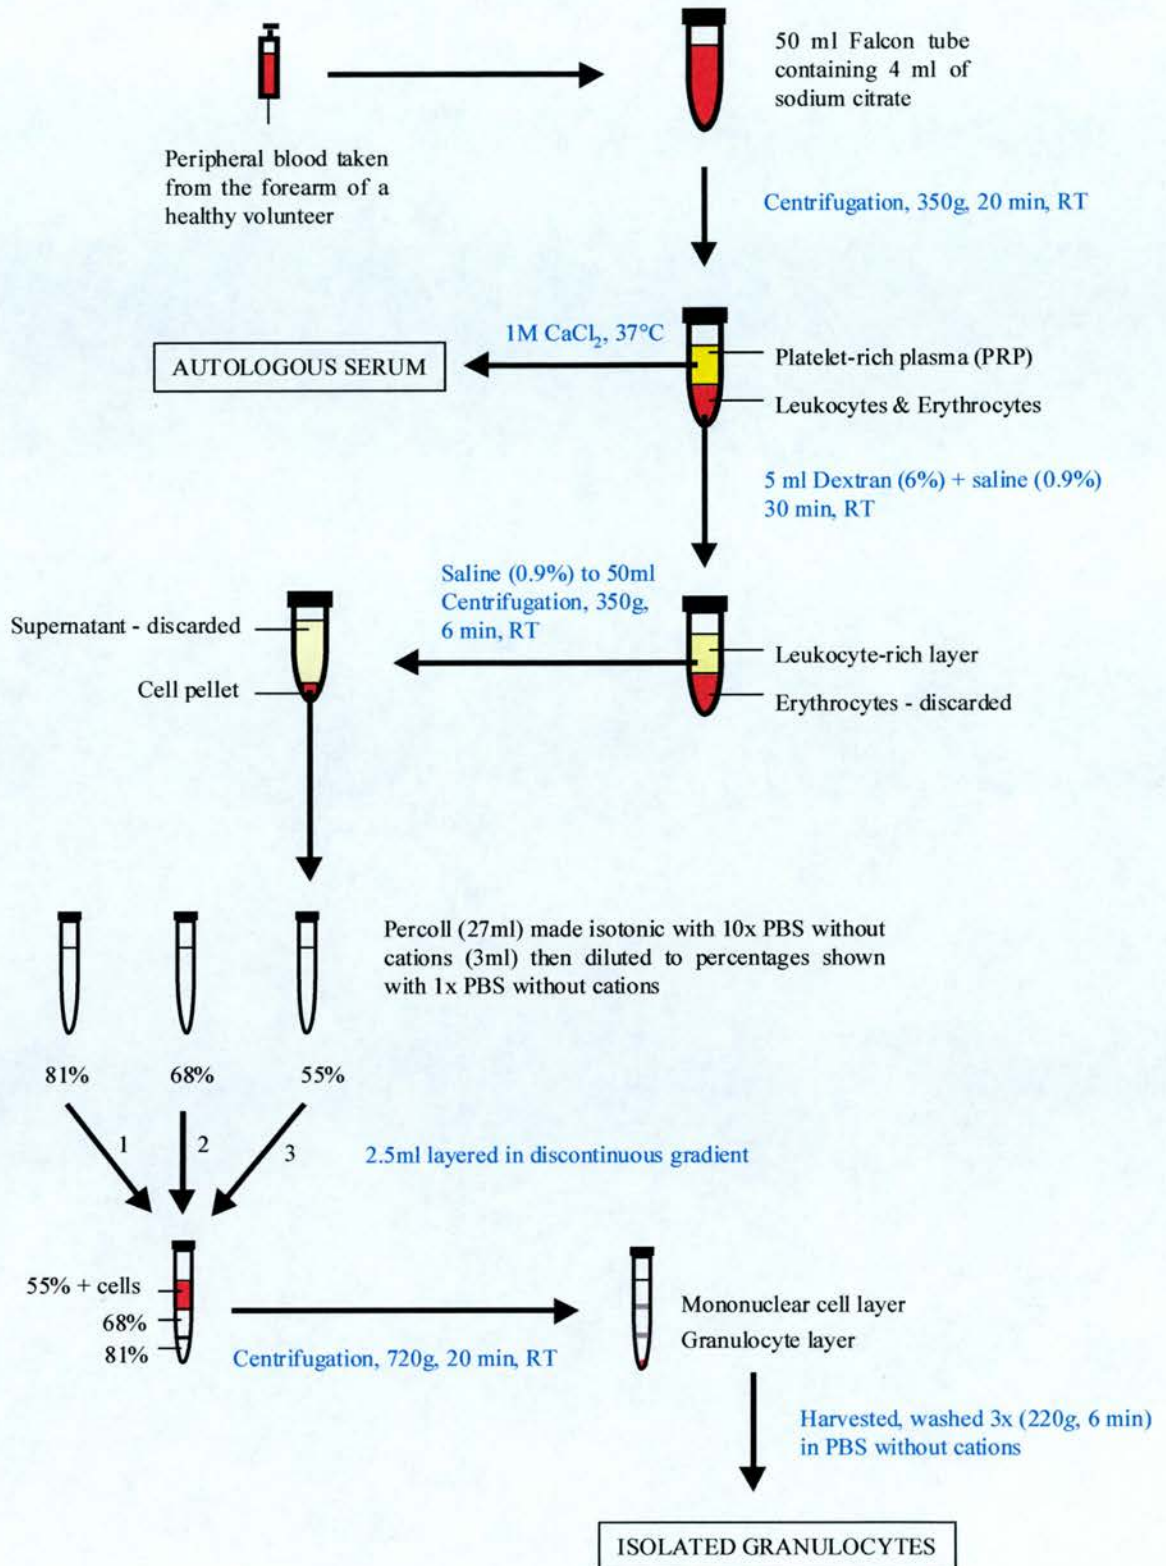 50 ml Falcon tube
containing 4 ml of
sodium citrate
Peripheral blood taken
from the forearm of a
healthy volunteer
Centrifugation, 350g, 20 min, RT
1M CaCl₂, 37°C
AUTOLOGOUS SERUM
Platelet-rich plasma (PRP)
Leukocytes & Erythrocytes
5 ml Dextran (6%) + saline (0.9%)
30 min, RT
Saline (0.9%) to 50ml
Centrifugation, 350g,
6 min, RT
Supernatant - discarded
Cell pellet
Leukocyte-rich layer
Erythrocytes - discarded
Percoll (27ml) made isotonic with 10x PBS without
cations (3ml) then diluted to percentages shown
with 1x PBS without cations
81% 68% 55%
1 2 3
2.5ml layered in discontinuous gradient
55% + cells
68%
81%
Centrifugation, 720g, 20 min, RT
Mononuclear cell layer
Granulocyte layer
Harvested, washed 3x (220g, 6 min)
in PBS without cations
ISOLATED GRANULOCYTES